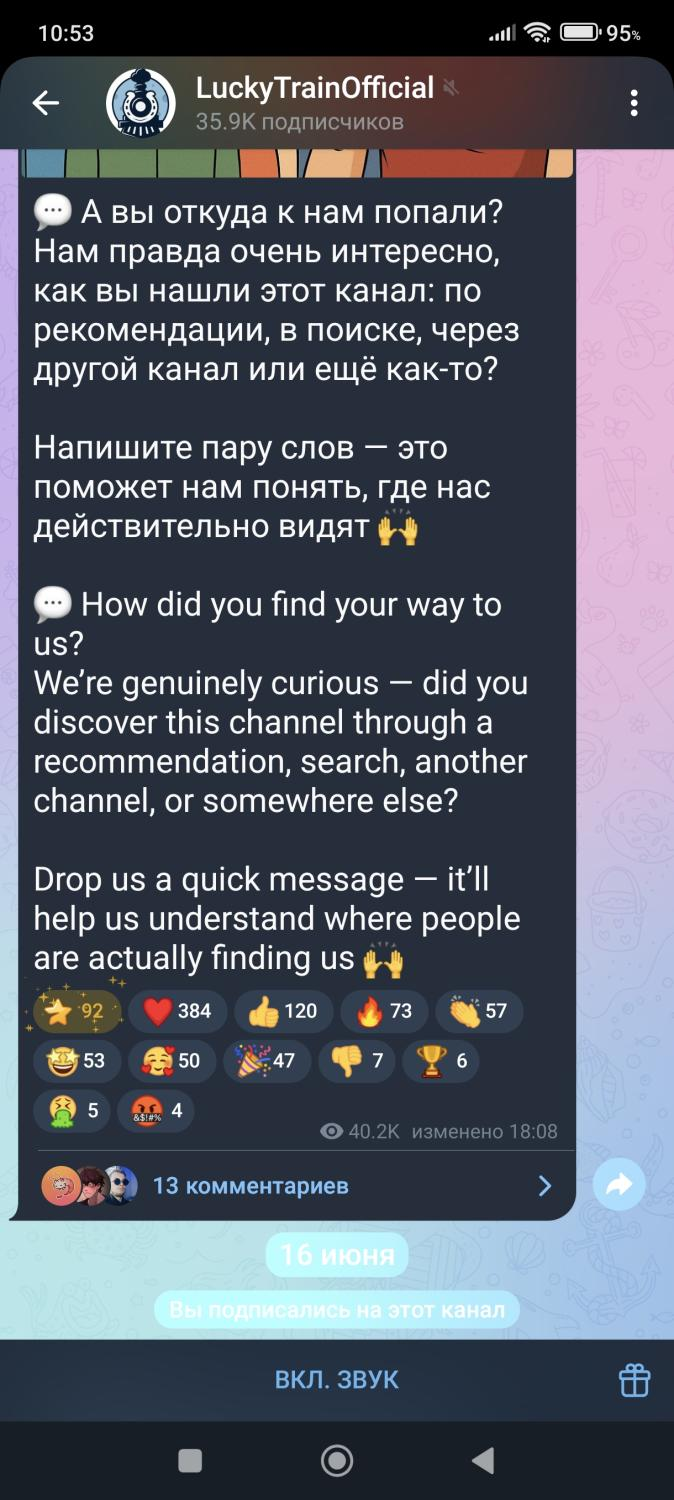 10:53
95%
LuckyTrainOfficial
35.9K подписчиков
💬 А вы откуда к нам попали?
Нам правда очень интересно,
как вы нашли этот канал: по
рекомендации, в поиске, через
другой канал или ещё как-то?
Напишите пару слов — это
поможет нам понять, где нас
действительно видят 🙌
💬 How did you find your way to
us?
We’re genuinely curious — did you
discover this channel through a
recommendation, search, another
channel, or somewhere else?
Drop us a quick message — it’ll
help us understand where people
are actually finding us 🙌
⭐ 92 ❤️ 384 👍 120 🔥 73 👏 57
🤩 53 🥰 50 🎉 47 👎 7 🏆 6
🤮 5 🤬 4
40.2K изменено 18:08
13 комментариев
16 июня
Вы подписались на этот канал
ВКЛ. ЗВУК